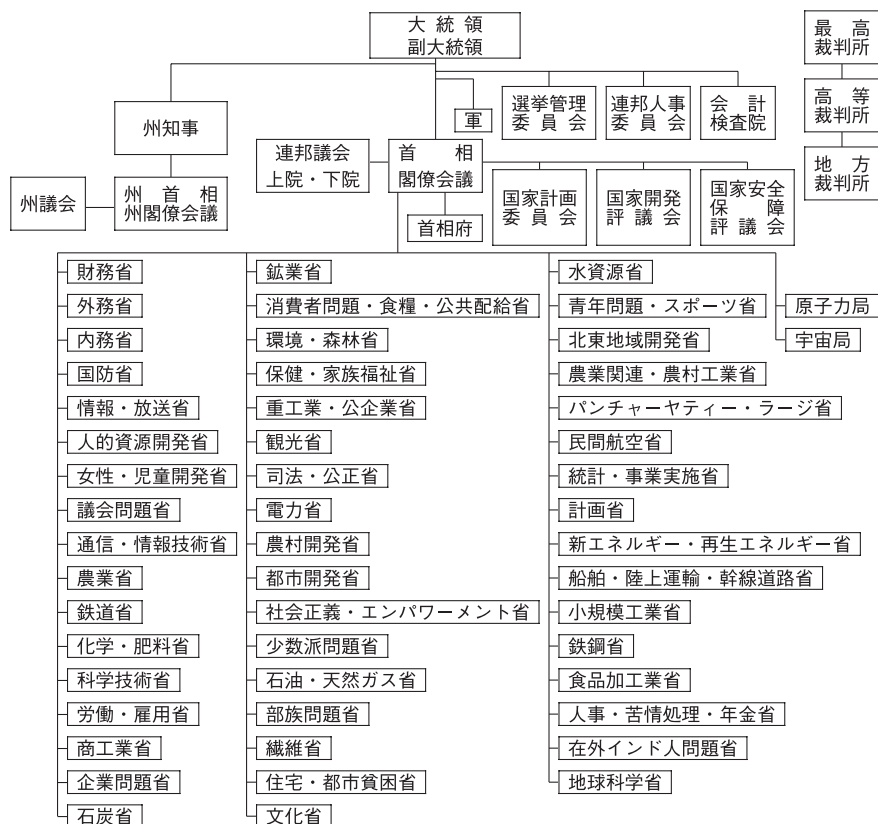 大統領
副大統領
最高
裁判所
高等
裁判所
地方
裁判所
州知事
軍
選挙管理
委員会
連邦人事
委員会
会計
検査院
連邦議会
上院・下院
首相
閣僚会議
州議会
州首相
州閣僚会議
首相府
国家計画
委員会
国家開発
評議会
国家安全
保障
評議会
財務省
外務省
内務省
国防省
情報・放送省
人的資源開発省
女性・児童開発省
議会問題省
通信・情報技術省
農業省
鉄道省
化学・肥料省
科学技術省
労働・雇用省
商工業省
企業問題省
石炭省
鉱業省
消費者問題・食糧・公共配給省
環境・森林省
保健・家族福祉省
重工業・公企業省
観光省
司法・公正省
電力省
農村開発省
都市開発省
社会正義・エンパワーメント省
少数派問題省
石油・天然ガス省
部族問題省
繊維省
住宅・都市貧困省
文化省
水資源省
青年問題・スポーツ省
北東地域開発省
農業関連・農村工業省
パンチャーヤティー・ラージ省
民間航空省
統計・事業実施省
計画省
新エネルギー・再生エネルギー省
船舶・陸上運輸・幹線道路省
小規模工業省
鉄鋼省
食品加工業省
人事・苦情処理・年金省
在外インド人問題省
地球科学省
原子力局
宇宙局